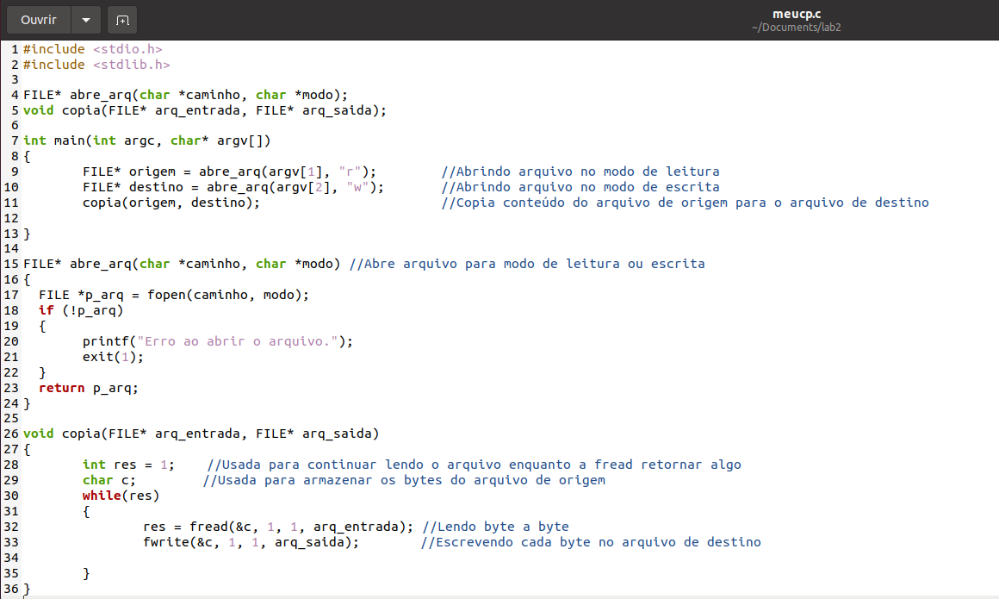 Ouvrir
meucp.c
~/Documents/lab2
1 #include <stdio.h>
2 #include <stdlib.h>
3
4 FILE* abre_arq(char *caminho, char *modo);
5 void copia(FILE* arq_entrada, FILE* arq_saida);
6
7 int main(int argc, char* argv[])
8 {
9         FILE* origem = abre_arq(argv[1], "r");         //Abrindo arquivo no modo de leitura
10         FILE* destino = abre_arq(argv[2], "w");        //Abrindo arquivo no modo de escrita
11         copia(origem, destino);                        //Copia conteúdo do arquivo de origem para o arquivo de destino
12
13 }
14
15 FILE* abre_arq(char *caminho, char *modo) //Abre arquivo para modo de leitura ou escrita
16 {
17   FILE *p_arq = fopen(caminho, modo);
18   if (!p_arq)
19   {
20         printf("Erro ao abrir o arquivo.");
21         exit(1);
22   }
23   return p_arq;
24 }
25
26 void copia(FILE* arq_entrada, FILE* arq_saida)
27 {
28         int res = 1;    //Usada para continuar lendo o arquivo enquanto a fread retornar algo
29         char c;         //Usada para armazenar os bytes do arquivo de origem
30         while(res)
31         {
32                 res = fread(&c, 1, 1, arq_entrada); //Lendo byte a byte
33                 fwrite(&c, 1, 1, arq_saida);        //Escrevendo cada byte no arquivo de destino
34
35         }
36 }